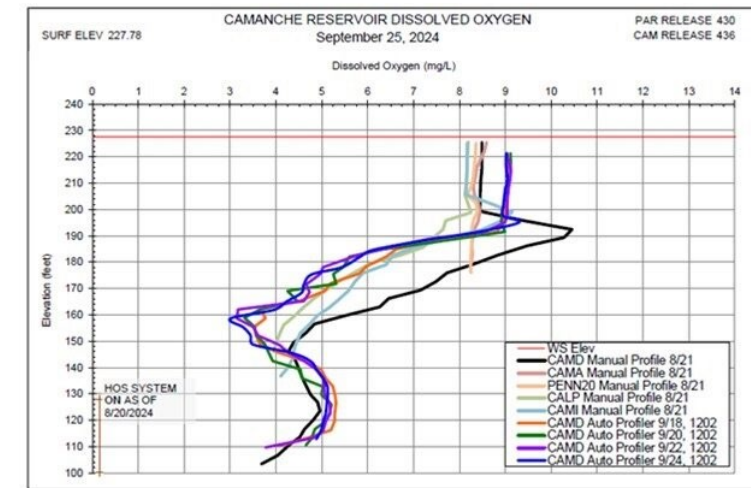 CAMANCHE RESERVOIR DISSOLVED OXYGEN
September 25, 2024
PAR RELEASE 430
CAM RELEASE 436
SURF ELEV 227.78
Dissolved Oxygen (mg/L)
0 1 2 3 4 5 6 7 8 9 10 11 12 13 14
240
230
220
210
200
190
180
170
160
150
140
130
120
110
100
Elevation (feet)
HOS SYSTEM
ON AS OF
8/20/2024
WS Elev
CAMD Manual Profile 8/21
CAMA Manual Profile 8/21
PENN20 Manual Profile 8/21
CALP Manual Profile 8/21
CAMI Manual Profile 8/21
CAMD Auto Profiler 9/18, 1202
CAMD Auto Profiler 9/20, 1202
CAMD Auto Profiler 9/22, 1202
CAMD Auto Profiler 9/24, 1202